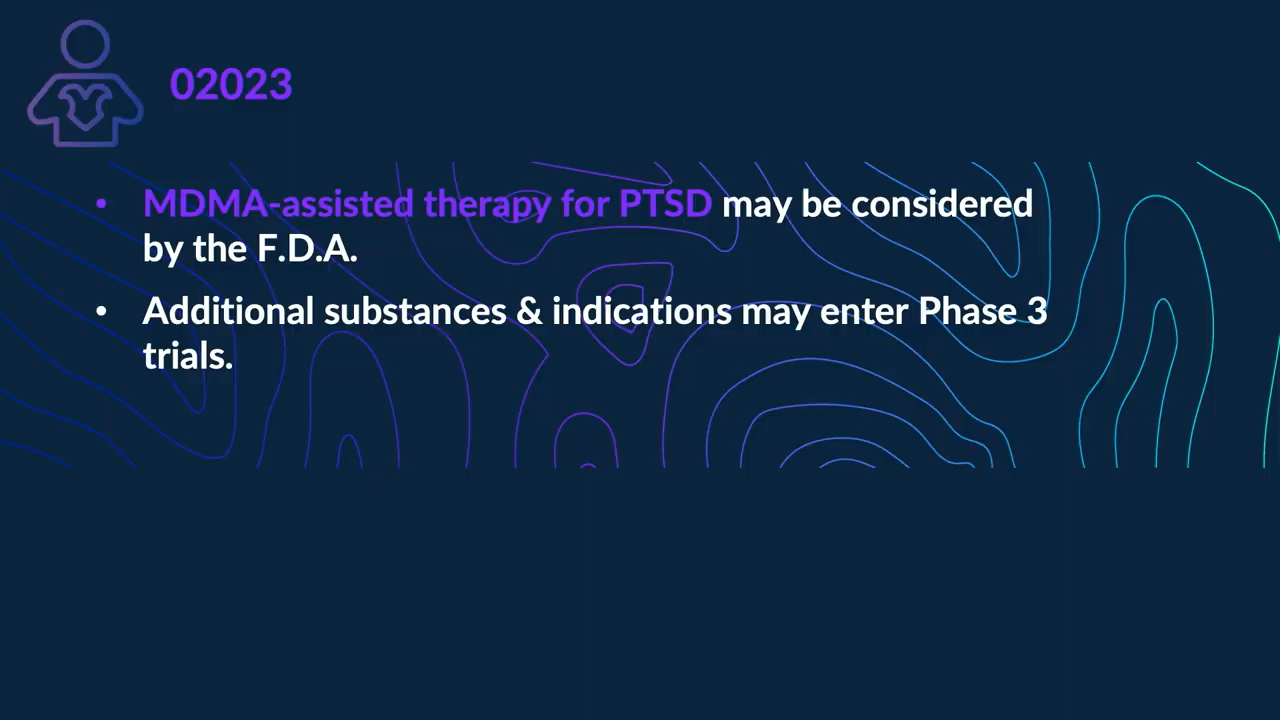 02023
• MDMA-assisted therapy for PTSD may be considered
by the F.D.A.
• Additional substances & indications may enter Phase 3
trials.